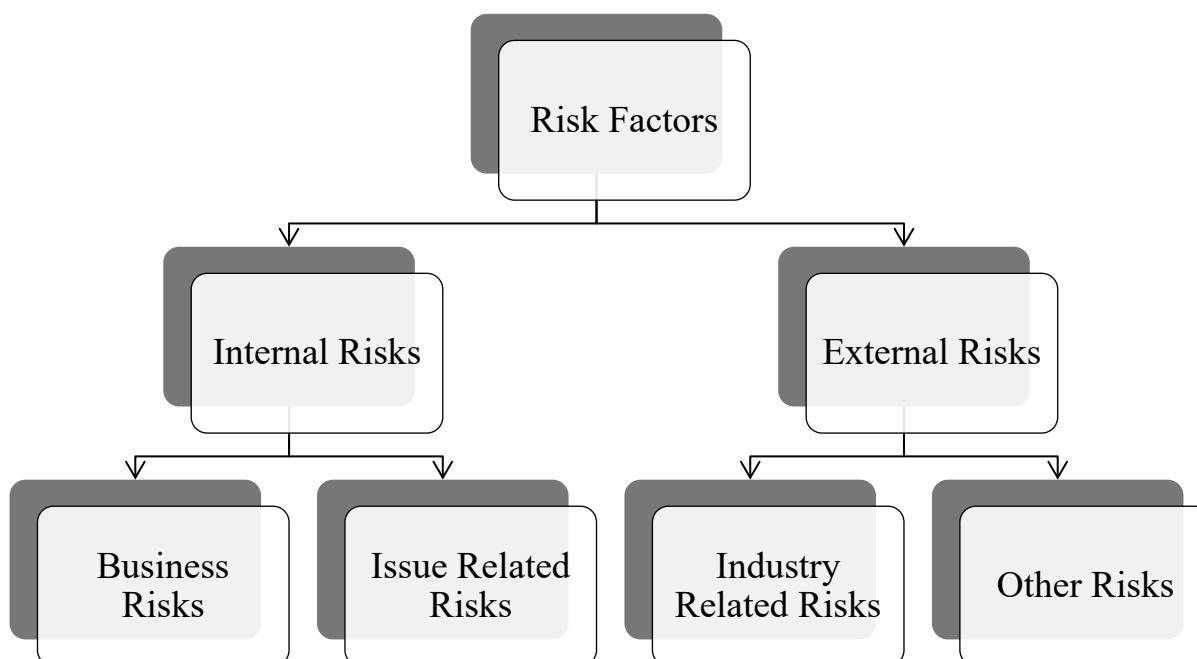 Risk Factors
Internal Risks
External Risks
Business
Risks
Issue Related
Risks
Industry
Related Risks
Other Risks